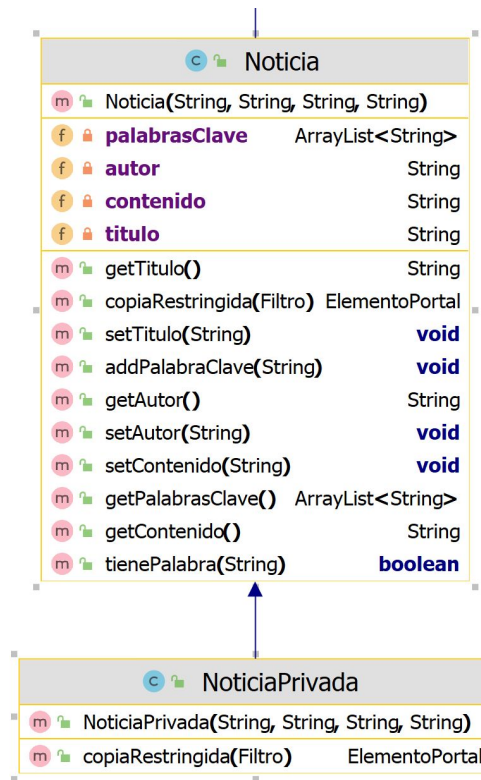 Noticia
Noticia(String, String, String, String)
palabrasClave ArrayList<String>
autor String
contenido String
titulo String
getTitulo() String
copiaRestringida(Filtro) ElementoPortal
setTitulo(String) void
addPalabraClave(String) void
getAutor() String
setAutor(String) void
setContenido(String) void
getPalabrasClave() ArrayList<String>
getContenido() String
tienePalabra(String) boolean
NoticiaPrivada
NoticiaPrivada(String, String, String, String)
copiaRestringida(Filtro) ElementoPortal